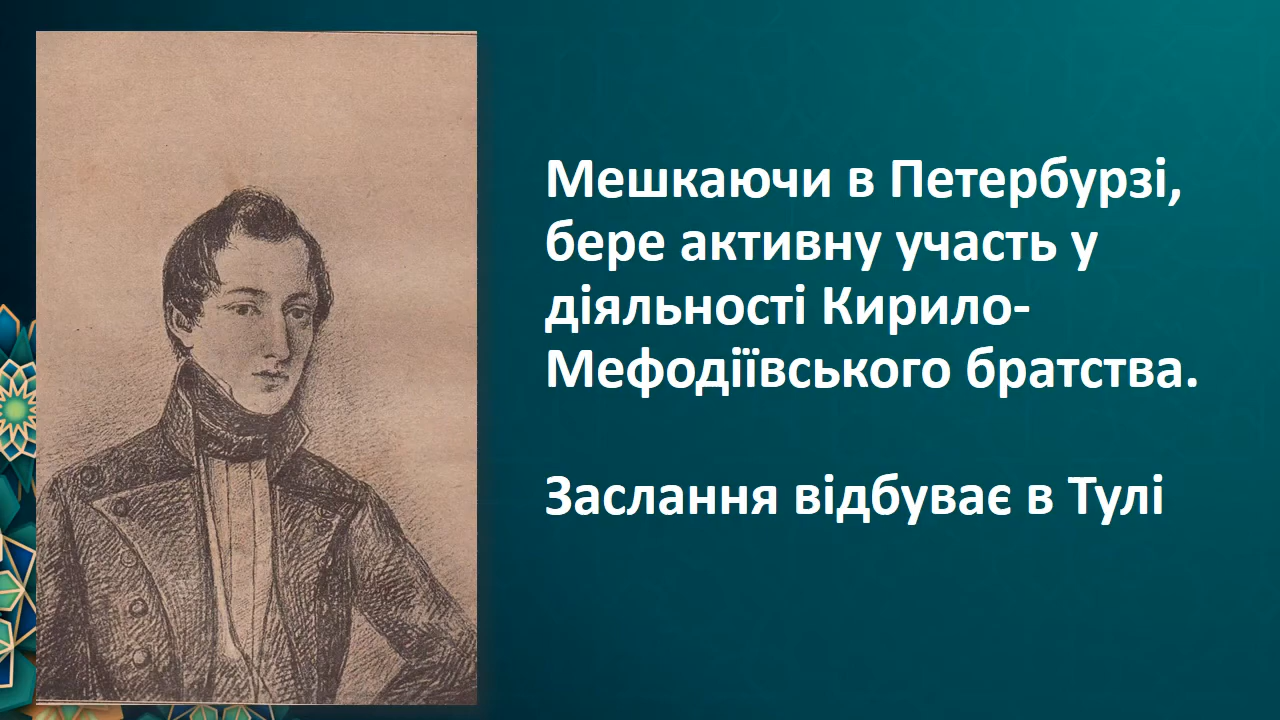 Мешкаючи в Петербурзі,
бере активну участь у
діяльності Кирило-
Мефодіївського братства.
Заслання відбуває в Тулі